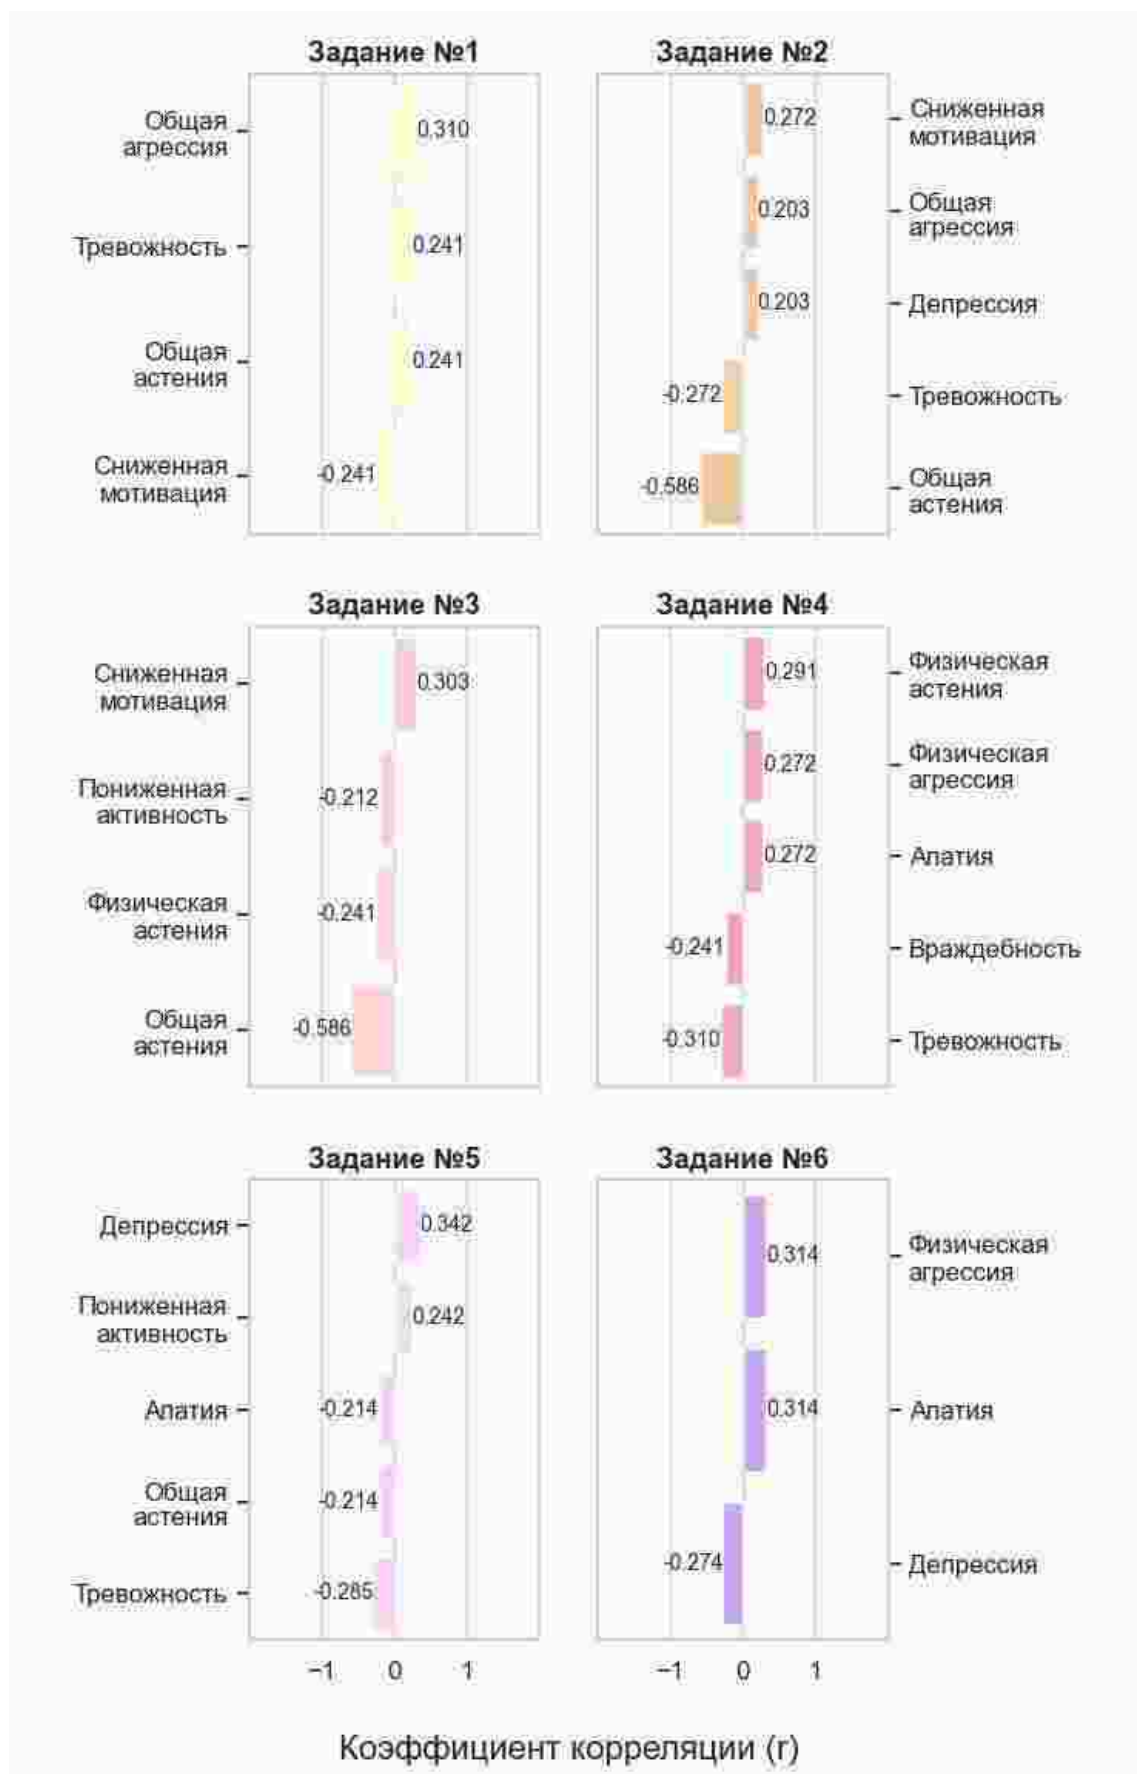 Задание №1
Общая
агрессия
0.310
Тревожность
0.241
Общая
астения
0.241
Сниженная
мотивация
-0.241
Задание №2
0.272
Сниженная
мотивация
0.203
Общая
агрессия
0.203
Депрессия
-0.272
Тревожность
-0.586
Общая
астения
Задание №3
Сниженная
мотивация
0.303
Пониженная
активность
-0.212
Физическая
астения
-0.241
Общая
астения
-0.586
Задание №4
0.291
Физическая
астения
0.272
Физическая
агрессия
0.272
Апатия
-0.241
Враждебность
-0.310
Тревожность
Задание №5
Депрессия
0.342
Пониженная
активность
0.242
Апатия
-0.214
Общая
астения
-0.214
Тревожность
-0.285
−1 0 1
Задание №6
0.314
Физическая
агрессия
0.314
Апатия
-0.274
Депрессия
−1 0 1
Коэффициент корреляции (r)